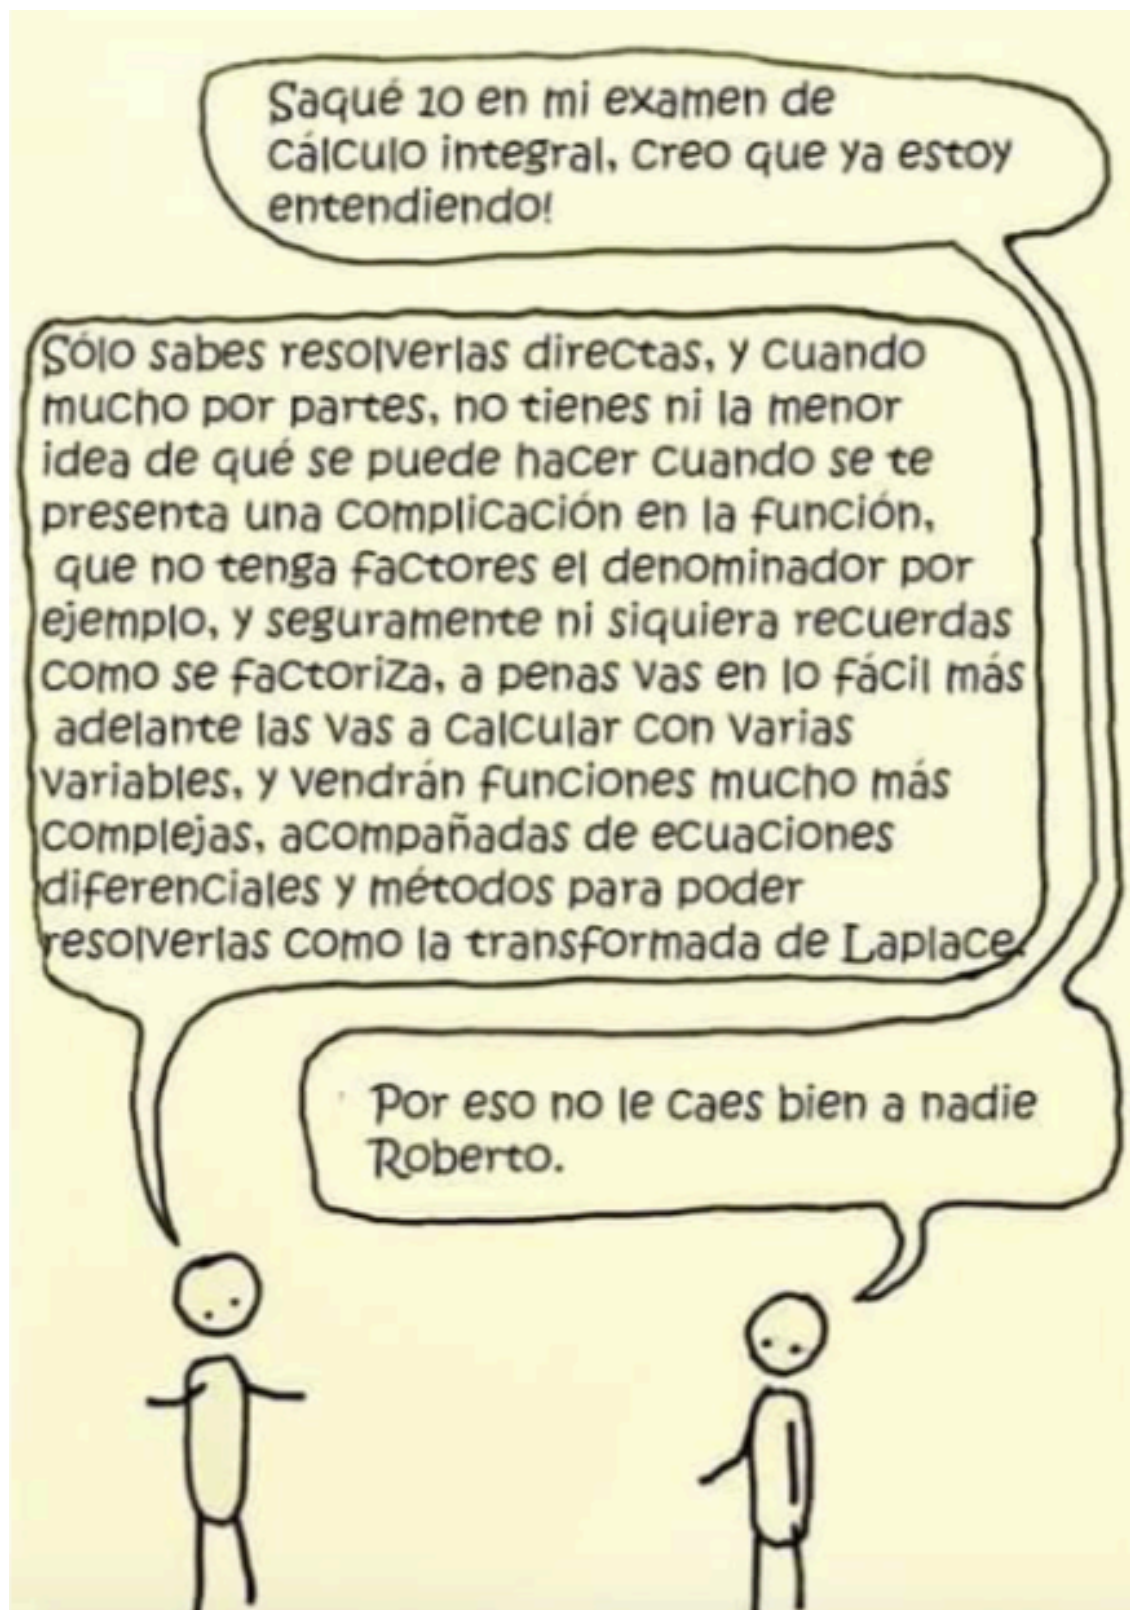 Saqué 10 en mi examen de
cálculo integral, creo que ya estoy
entendiendo!
Sólo sabes resolverlas directas, y cuando
mucho por partes, no tienes ni la menor
idea de qué se puede hacer cuando se te
presenta una complicación en la función,
que no tenga factores el denominador por
ejemplo, y seguramente ni siquiera recuerdas
como se factoriza, a penas vas en lo fácil más
adelante las vas a calcular con varias
variables, y vendrán funciones mucho más
complejas, acompañadas de ecuaciones
diferenciales y métodos para poder
resolverlas como la transformada de Laplace.
Por eso no le caes bien a nadie
Roberto.